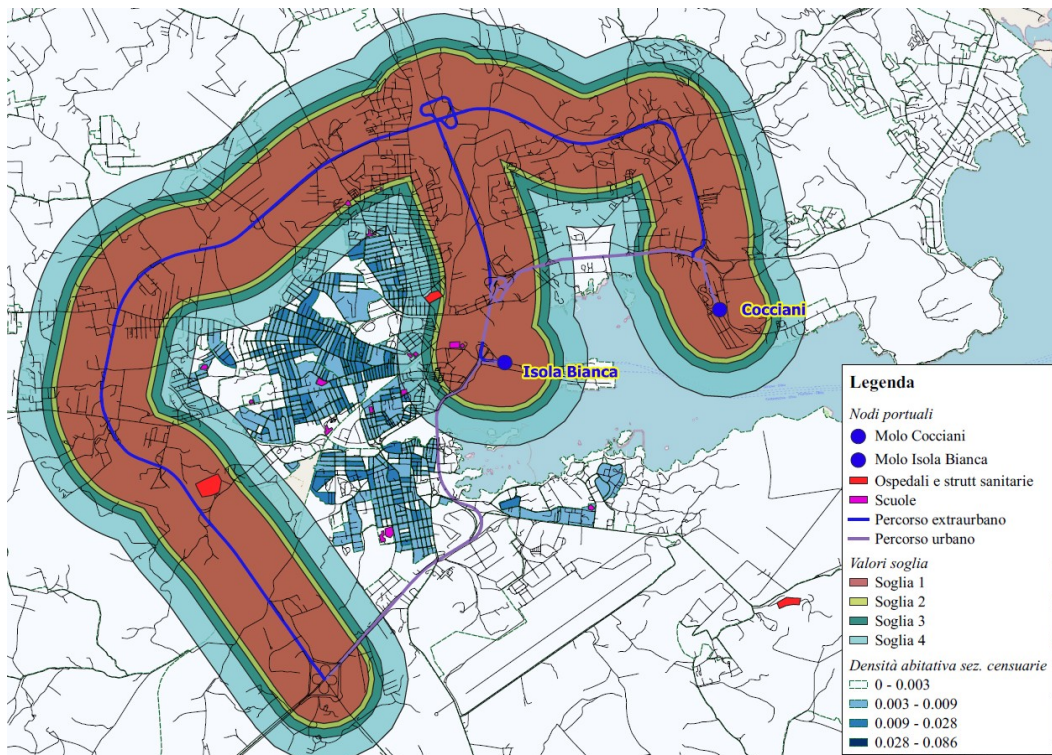 Cocciani
Isola Bianca
Legenda
Nodi portuali
Molo Cocciani
Molo Isola Bianca
Ospedali e strutt sanitarie
Scuole
Percorso extraurbano
Percorso urbano
Valori soglia
Soglia 1
Soglia 2
Soglia 3
Soglia 4
Densità abitativa sez. censuarie
0 - 0.003
0.003 - 0.009
0.009 - 0.028
0.028 - 0.086